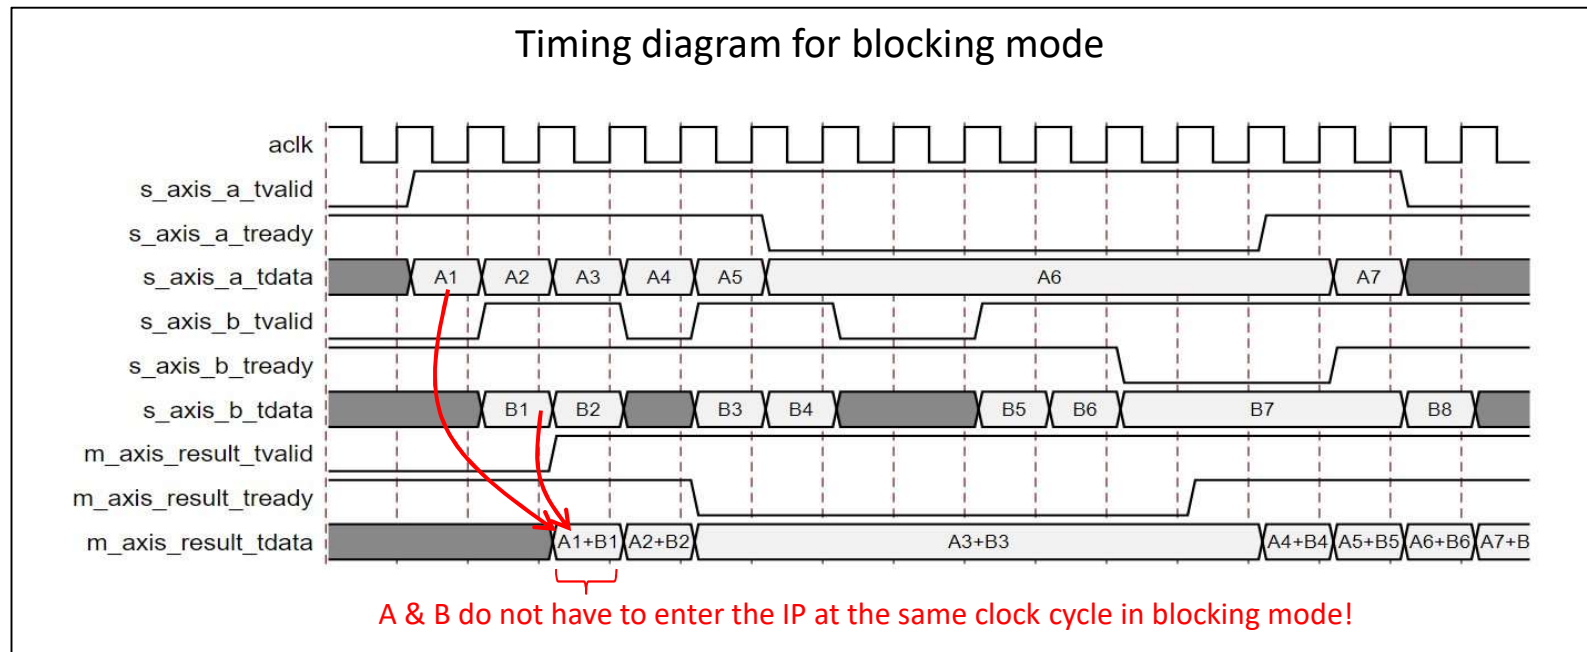 Timing diagram for blocking mode
aclk
s_axis_a_tvalid
s_axis_a_tready
s_axis_a_tdata A1 A2 A3 A4 A5 A6 A7
s_axis_b_tvalid
s_axis_b_tready
s_axis_b_tdata B1 B2 B3 B4 B5 B6 B7 B8
m_axis_result_tvalid
m_axis_result_tready
m_axis_result_tdata A1+B1 A2+B2 A3+B3 A4+B4 A5+B5 A6+B6 A7+B
A & B do not have to enter the IP at the same clock cycle in blocking mode!